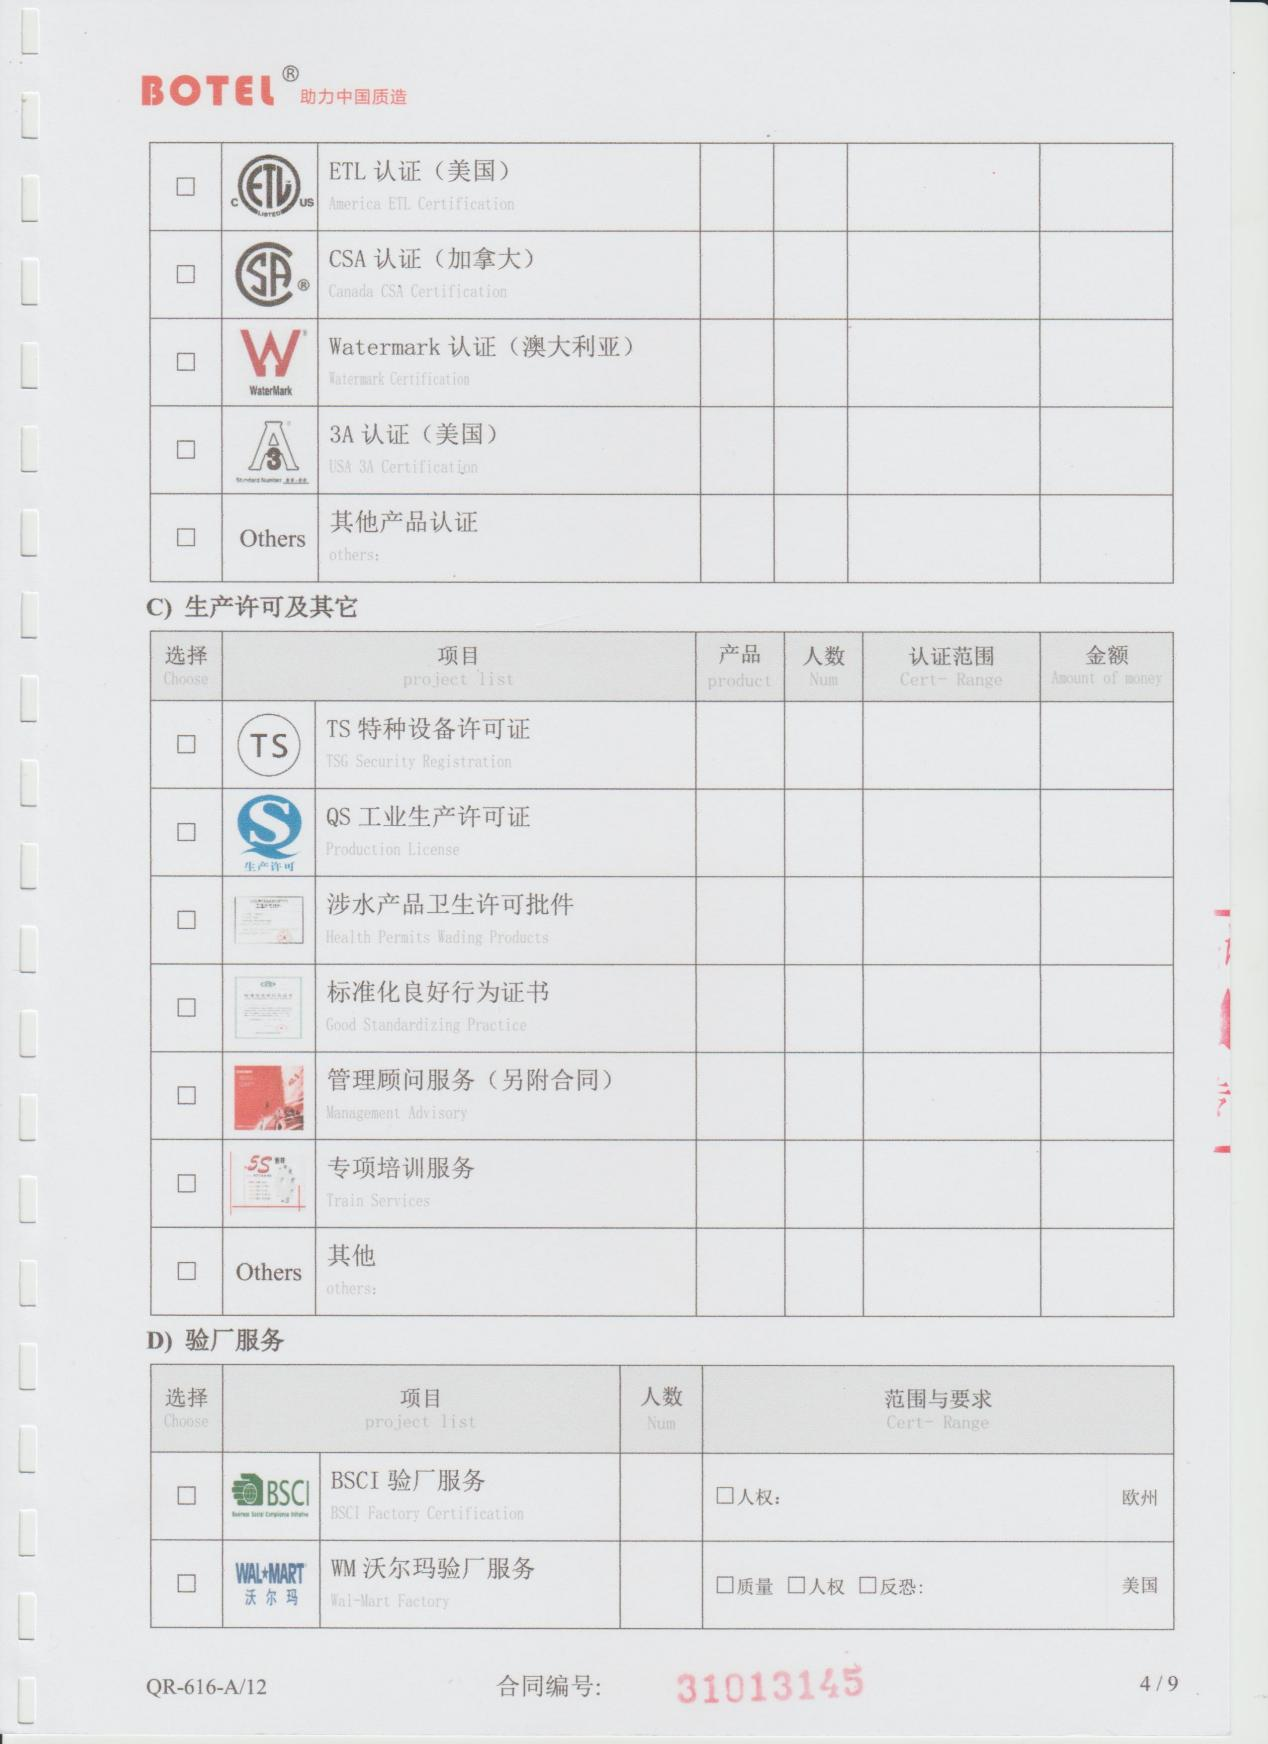 BOTEL® 助力中国质造
☐ C ETL LISTED US ETL 认证（美国）
America ETL Certification
☐ CSA ® CSA 认证（加拿大）
Canada CSA Certification
☐ W WaterMark Watermark 认证（澳大利亚）
Watermark Certification
☐ A 3 Standard Number 3A 认证（美国）
USA 3A Certification
☐ Others 其他产品认证
others:
C) 生产许可及其它
选择 项目 产品 人数 认证范围 金额
Choose project list product Num Cert- Range Amount of money
☐ TS TS 特种设备许可证
TSG Security Registration
☐ S 生产许可 QS 工业生产许可证
Production License
☐ 涉水产品卫生许可批件
Health Permits Wading Products
☐ 标准化良好行为证书
Good Standardizing Practice
☐ 管理顾问服务（另附合同）
Management Advisory
☐ 5S 专项培训服务
Train Services
☐ Others 其他
others:
D) 验厂服务
选择 项目 人数 范围与要求
Choose project list Num Cert- Range
☐ BSCI Business Social Compliance Initiative BSCI 验厂服务 ☐人权: 欧州
BSCI Factory Certification
☐ WAL★MART 沃尔玛 WM 沃尔玛验厂服务 ☐质量 ☐人权 ☐反恐: 美国
Wal-Mart Factory
QR-616-A/12 合同编号: 31013145 4 / 9